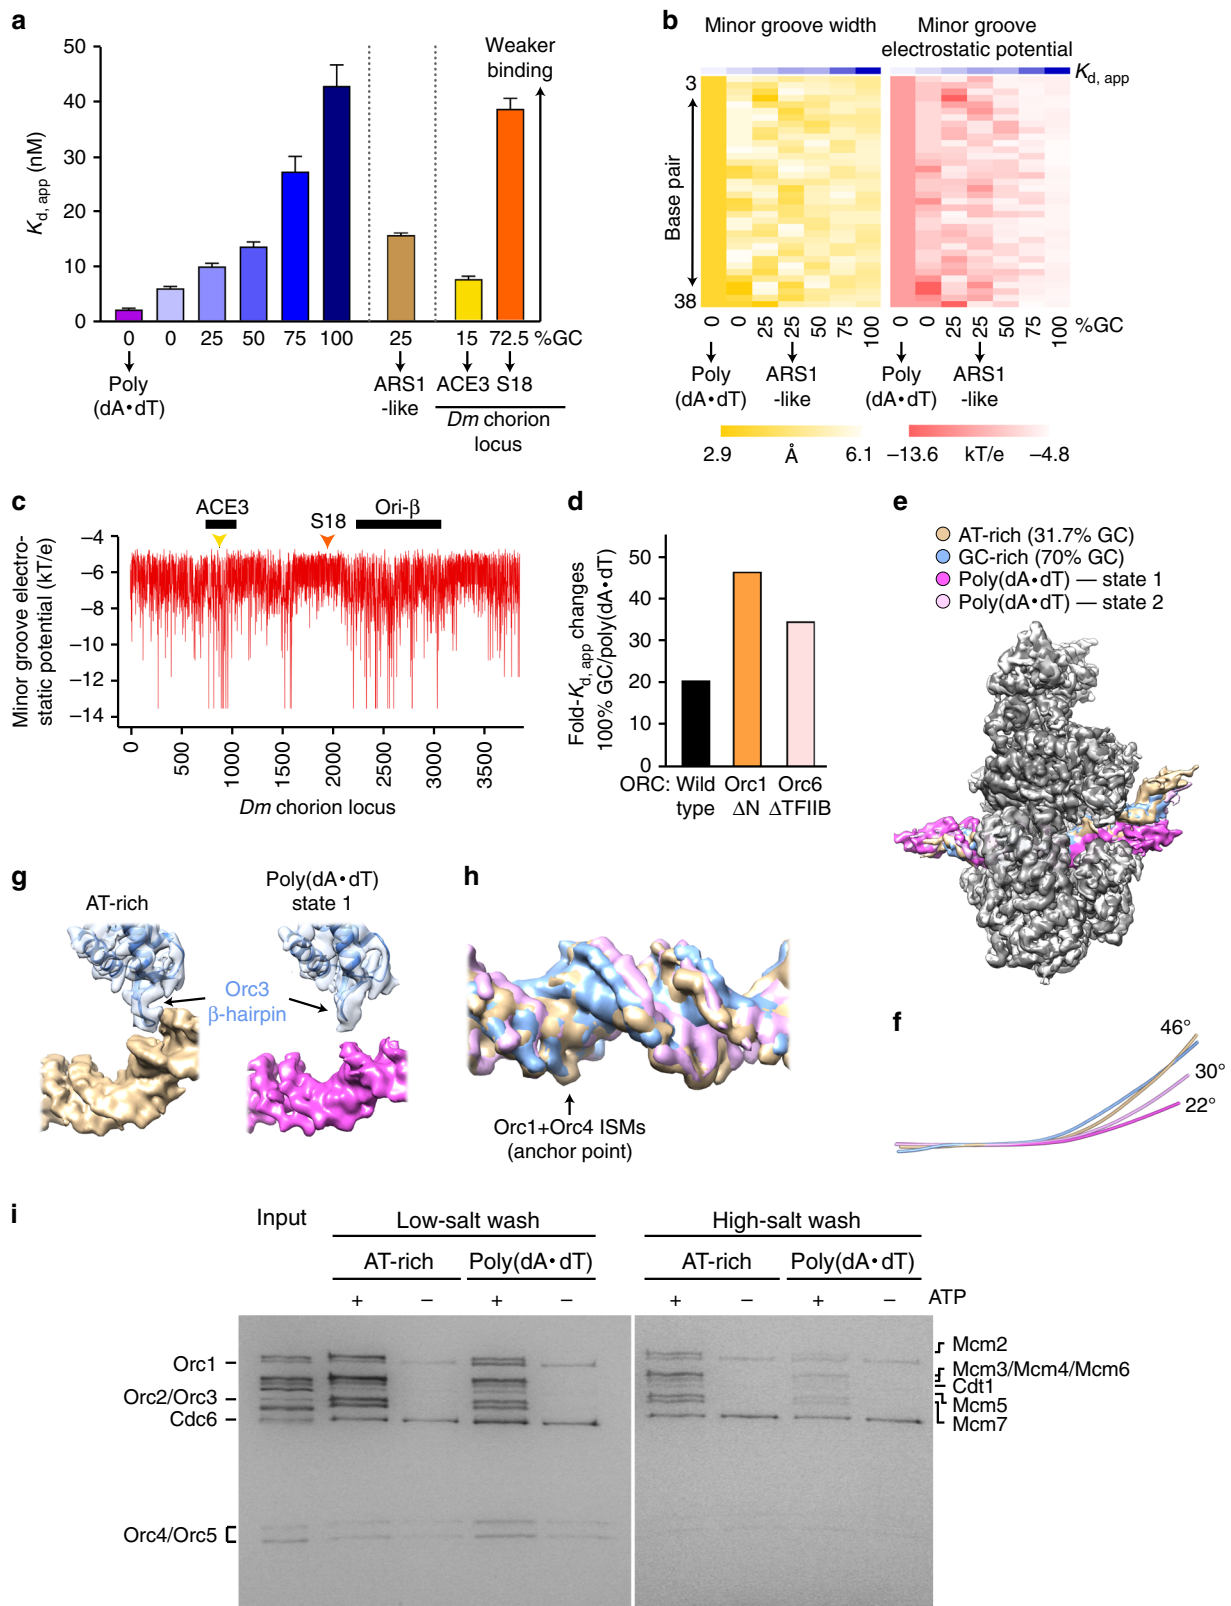 a
Weaker
binding
50
40
30
20
10
0
Kd, app (nM)
0
0
25
50
75
100
25
15
72.5
%GC
Poly
(dA•dT)
ARS1
-like
ACE3
S18
Dm chorion
locus
b
Minor groove width
Minor groove
electrostatic potential
Kd, app
3
Base pair
38
0
0
25
25
50
75
100
0
0
25
25
50
75
100
%GC
Poly
(dA•dT)
ARS1
-like
Poly
(dA•dT)
ARS1
-like
2.9
Å
6.1
−13.6
kT/e
−4.8
c
ACE3
S18
Ori-β
Minor groove electro-
static potential (kT/e)
−4
−6
−8
−10
−12
−14
0
500
1000
1500
2000
2500
3000
3500
Dm chorion locus
d
Fold-Kd, app changes
100% GC/poly(dA•dT)
50
40
30
20
10
0
ORC:
Wild
type
Orc1
ΔN
Orc6
ΔTFIIB
e
AT-rich (31.7% GC)
GC-rich (70% GC)
Poly(dA•dT) — state 1
Poly(dA•dT) — state 2
g
AT-rich
Poly(dA•dT)
state 1
Orc3
β-hairpin
h
Orc1+Orc4 ISMs
(anchor point)
f
46°
30°
22°
i
Input
Low-salt wash
High-salt wash
AT-rich
Poly(dA•dT)
AT-rich
Poly(dA•dT)
+
−
+
−
+
−
+
−
ATP
Orc1
Orc2/Orc3
Cdc6
Orc4/Orc5
Mcm2
Mcm3/Mcm4/Mcm6
Cdt1
Mcm5
Mcm7